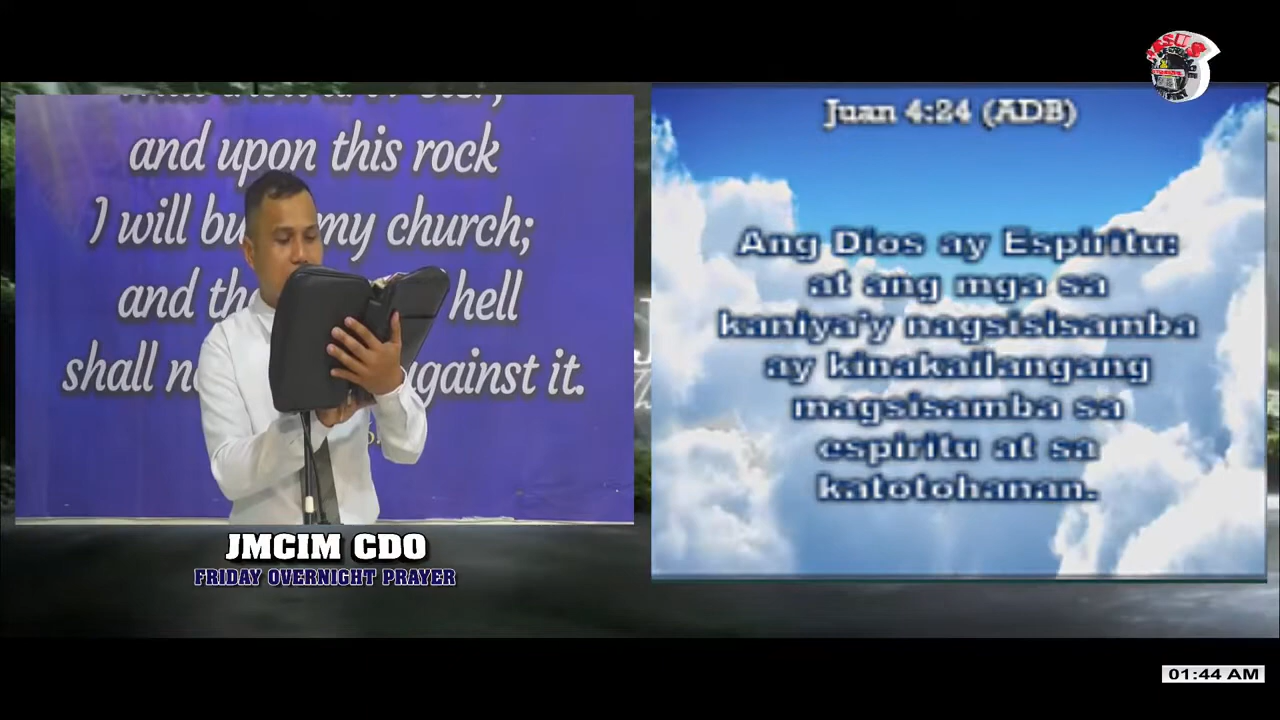 and upon this rock
I will my church;
and hell
shall against it.
JMCIM CDO
FRIDAY OVERNIGHT PRAYER
JESUS
Juan 4:24 (ADB)
Ang Dios ay Espiritu:
at ang mga sa
kaniya'y nagsisisamba
ay kinakailangang
magsisamba sa
espiritu at sa
katotohanan.
01:44 AM